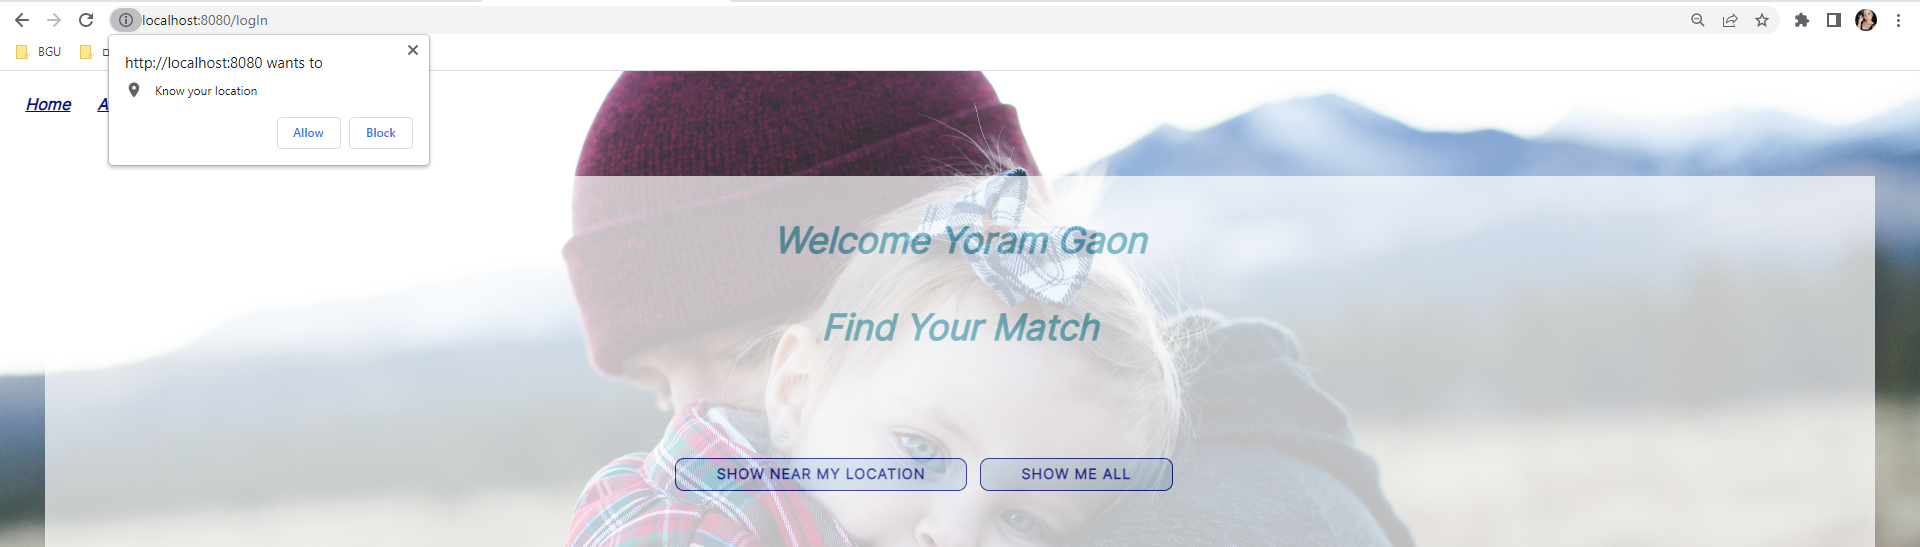 localhost:8080/logIn
BGU
http://localhost:8080 wants to
Know your location
Allow Block
Home
Welcome Yoram Gaon
Find Your Match
SHOW NEAR MY LOCATION SHOW ME ALL